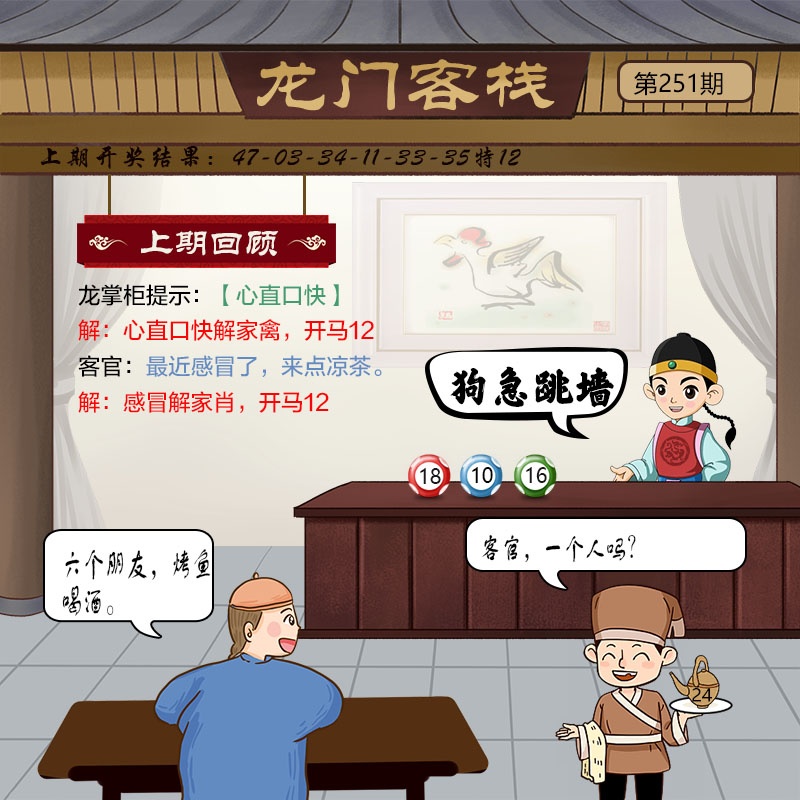 龙门客栈
第251期
上期开奖结果：47-03-34-11-33-35特12
上期回顾
龙掌柜提示：【心直口快】
解：心直口快解家禽，开马12
客官：最近感冒了，来点凉茶。
解：感冒解家肖，开马12
狗急跳墙
18 10 16
客官，一个人吗？
六个朋友，烤鱼
喝酒。
24